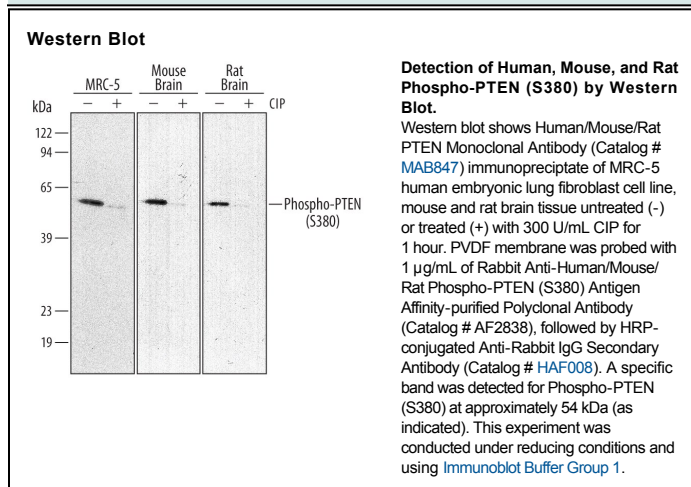 Western Blot
MRC-5
Mouse
Brain
Rat
Brain
kDa
− + − + − + CIP
122
94
65
39
23
19
Phospho-PTEN
(S380)
Detection of Human, Mouse, and Rat
Phospho-PTEN (S380) by Western
Blot.
Western blot shows Human/Mouse/Rat
PTEN Monoclonal Antibody (Catalog #
MAB847) immunopreciptate of MRC-5
human embryonic lung fibroblast cell line,
mouse and rat brain tissue untreated (-)
or treated (+) with 300 U/mL CIP for
1 hour. PVDF membrane was probed with
1 µg/mL of Rabbit Anti-Human/Mouse/
Rat Phospho-PTEN (S380) Antigen
Affinity-purified Polyclonal Antibody
(Catalog # AF2838), followed by HRP-
conjugated Anti-Rabbit IgG Secondary
Antibody (Catalog # HAF008). A specific
band was detected for Phospho-PTEN
(S380) at approximately 54 kDa (as
indicated). This experiment was
conducted under reducing conditions and
using Immunoblot Buffer Group 1.